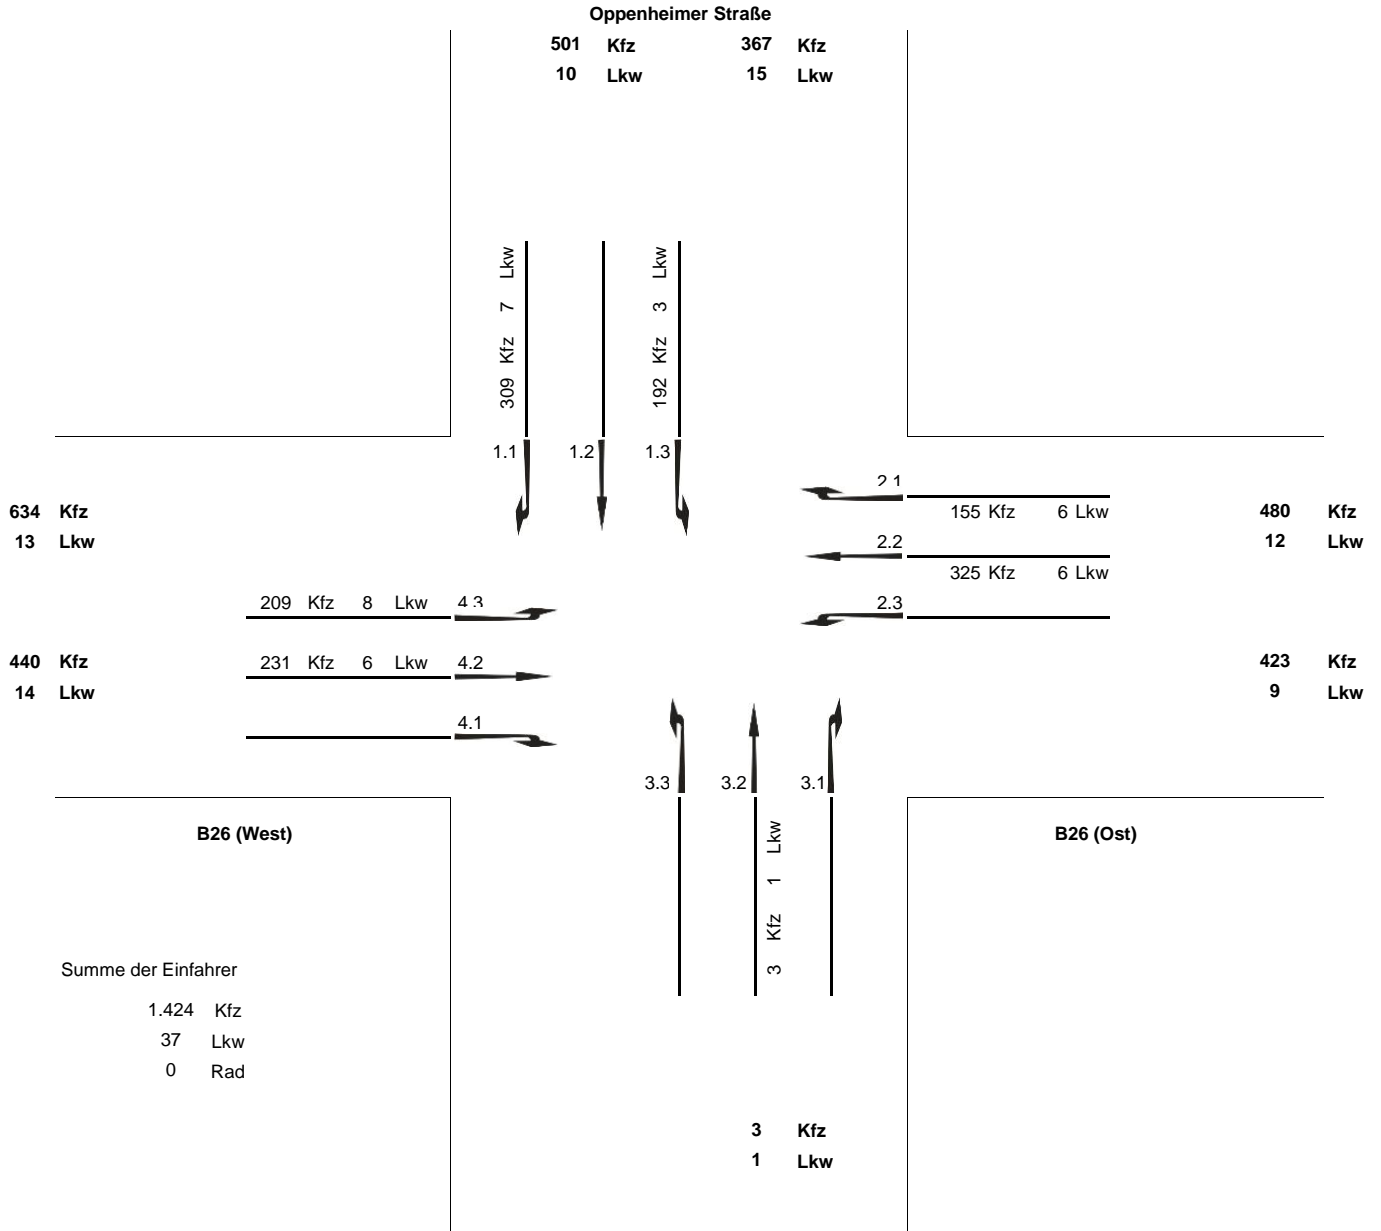 Oppenheimer Straße
501 Kfz 367 Kfz
10 Lkw 15 Lkw
309 Kfz 7 Lkw
192 Kfz 3 Lkw
1.1 1.2 1.3
2.1
155 Kfz 6 Lkw
634 Kfz
13 Lkw
480 Kfz
12 Lkw
2.2
325 Kfz 6 Lkw
2.3
209 Kfz 8 Lkw 4.3
440 Kfz
14 Lkw
231 Kfz 6 Lkw 4.2
423 Kfz
9 Lkw
4.1
3.3 3.2 3.1
3 Kfz 1 Lkw
B26 (West)
B26 (Ost)
Summe der Einfahrer
1.424 Kfz
37 Lkw
0 Rad
3 Kfz
1 Lkw